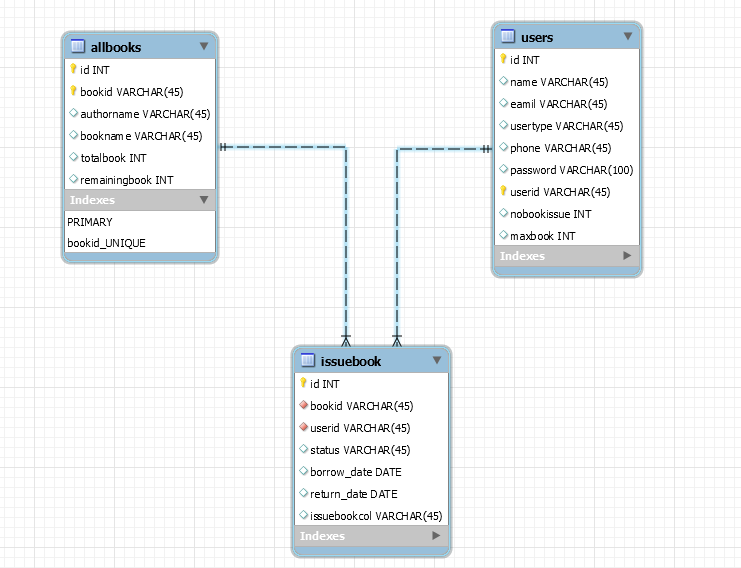 allbooks
id INT
bookid VARCHAR(45)
authorname VARCHAR(45)
bookname VARCHAR(45)
totalbook INT
remainingbook INT
Indexes
PRIMARY
bookid_UNIQUE
users
id INT
name VARCHAR(45)
eamil VARCHAR(45)
usertype VARCHAR(45)
phone VARCHAR(45)
password VARCHAR(100)
userid VARCHAR(45)
nobookissue INT
maxbook INT
Indexes
issuebook
id INT
bookid VARCHAR(45)
userid VARCHAR(45)
status VARCHAR(45)
borrow_date DATE
return_date DATE
issuebookcol VARCHAR(45)
Indexes